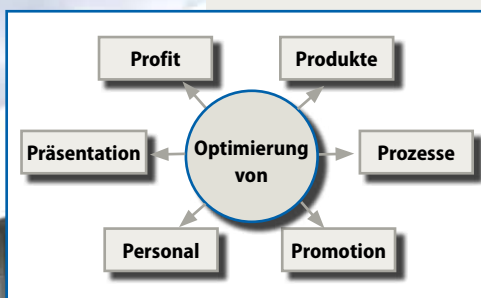 Profit
Produkte
Präsentation
Optimierung
von
Prozesse
Personal
Promotion